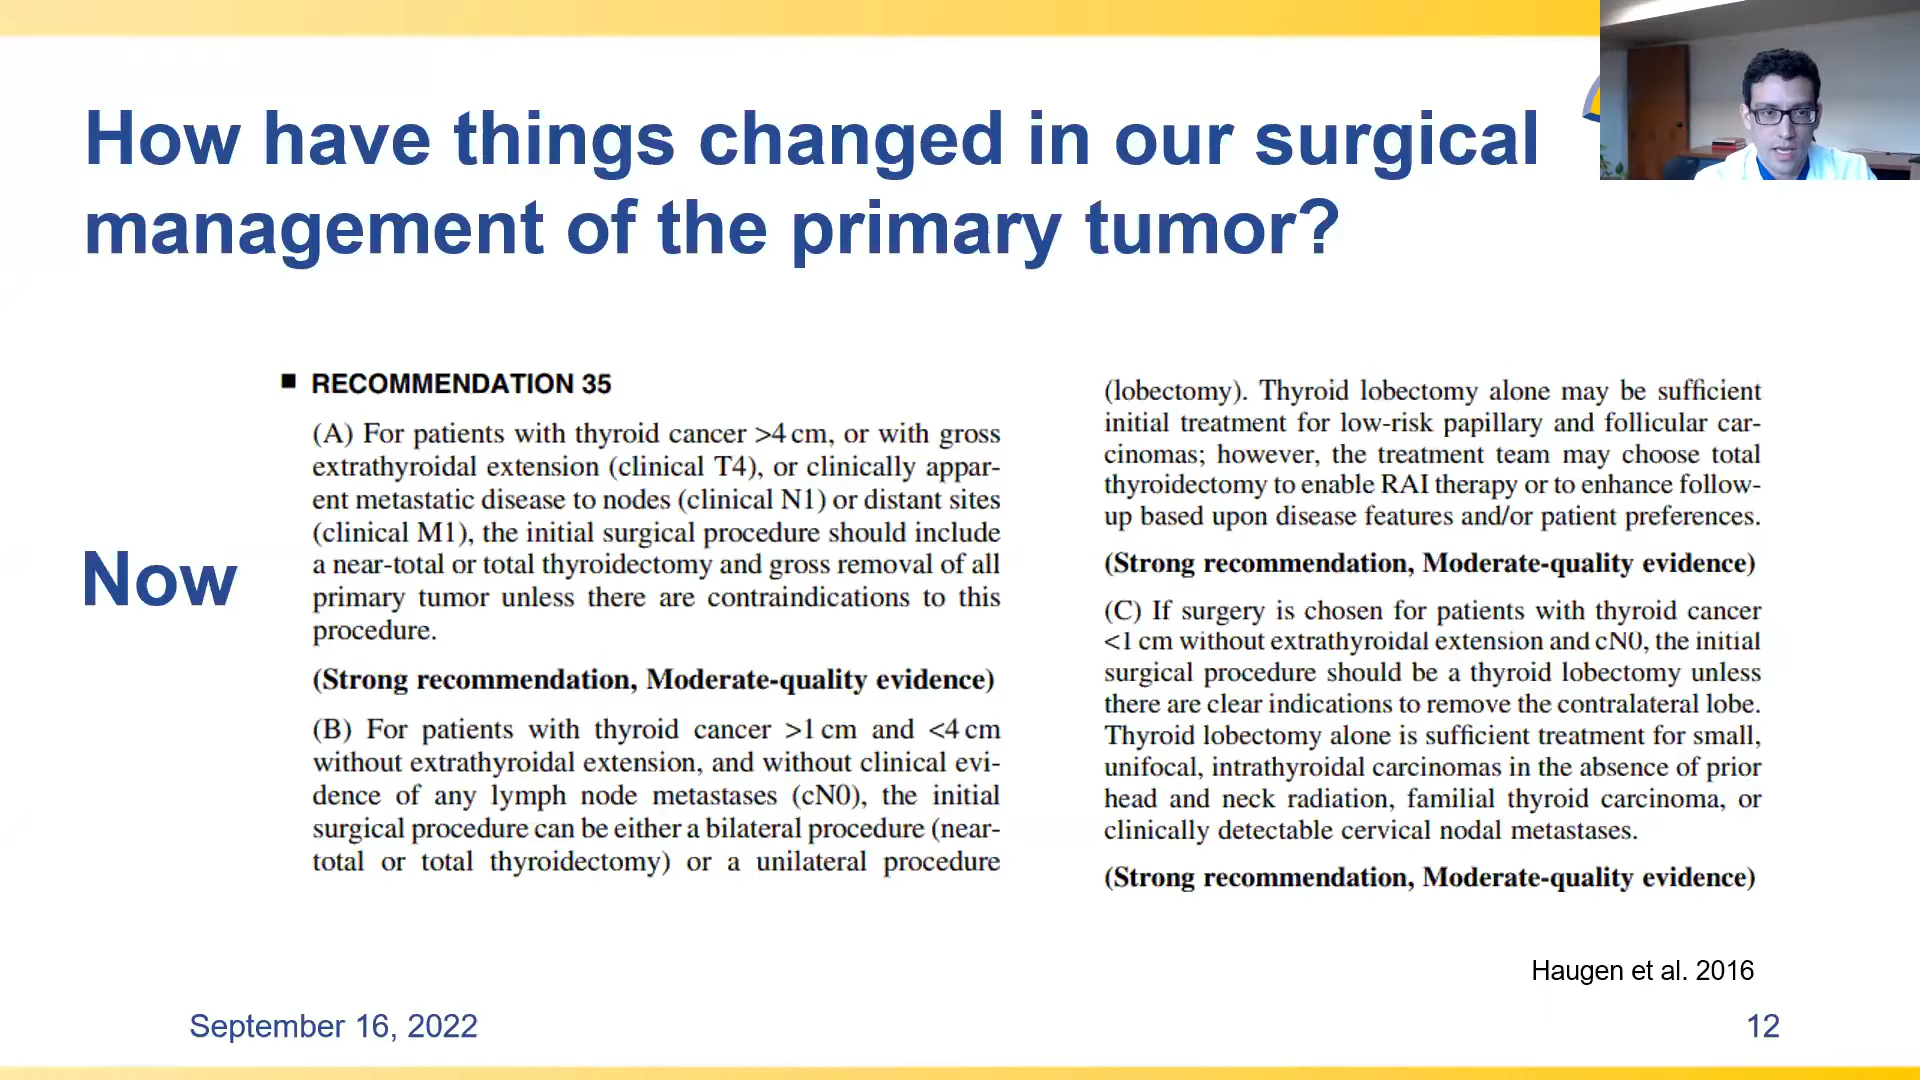 How have things changed in our surgical
management of the primary tumor?
Now
■ RECOMMENDATION 35
(A) For patients with thyroid cancer >4 cm, or with gross
extrathyroidal extension (clinical T4), or clinically appar-
ent metastatic disease to nodes (clinical N1) or distant sites
(clinical M1), the initial surgical procedure should include
a near-total or total thyroidectomy and gross removal of all
primary tumor unless there are contraindications to this
procedure.
(Strong recommendation, Moderate-quality evidence)
(B) For patients with thyroid cancer >1 cm and <4 cm
without extrathyroidal extension, and without clinical evi-
dence of any lymph node metastases (cN0), the initial
surgical procedure can be either a bilateral procedure (near-
total or total thyroidectomy) or a unilateral procedure
(lobectomy). Thyroid lobectomy alone may be sufficient
initial treatment for low-risk papillary and follicular car-
cinomas; however, the treatment team may choose total
thyroidectomy to enable RAI therapy or to enhance follow-
up based upon disease features and/or patient preferences.
(Strong recommendation, Moderate-quality evidence)
(C) If surgery is chosen for patients with thyroid cancer
<1 cm without extrathyroidal extension and cN0, the initial
surgical procedure should be a thyroid lobectomy unless
there are clear indications to remove the contralateral lobe.
Thyroid lobectomy alone is sufficient treatment for small,
unifocal, intrathyroidal carcinomas in the absence of prior
head and neck radiation, familial thyroid carcinoma, or
clinically detectable cervical nodal metastases.
(Strong recommendation, Moderate-quality evidence)
Haugen et al. 2016
September 16, 2022
12